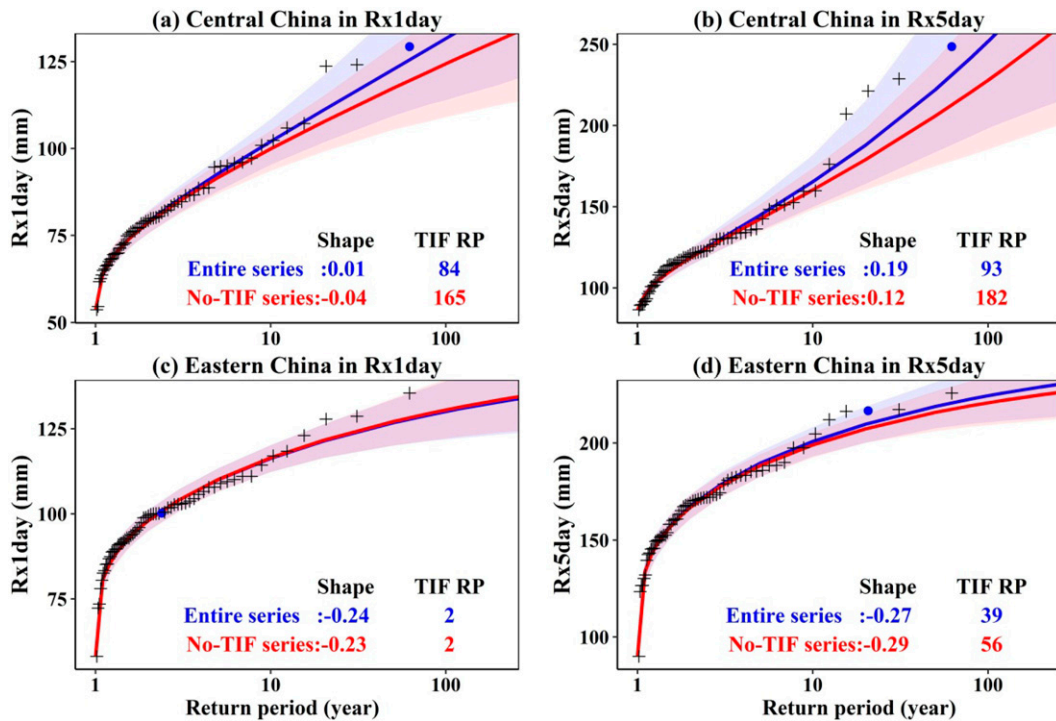 (a) Central China in Rx1day
(b) Central China in Rx5day
Rx1day (mm)
125
100
75
50
1
10
100
Shape TIF RP
Entire series :0.01 84
No-TIF series:-0.04 165
Rx5day (mm)
250
200
150
100
1
10
100
Shape TIF RP
Entire series :0.19 93
No-TIF series:0.12 182
(c) Eastern China in Rx1day
(d) Eastern China in Rx5day
Rx1day (mm)
125
100
75
1
10
100
Shape TIF RP
Entire series :-0.24 2
No-TIF series:-0.23 2
Return period (year)
Rx5day (mm)
200
150
100
1
10
100
Shape TIF RP
Entire series :-0.27 39
No-TIF series:-0.29 56
Return period (year)